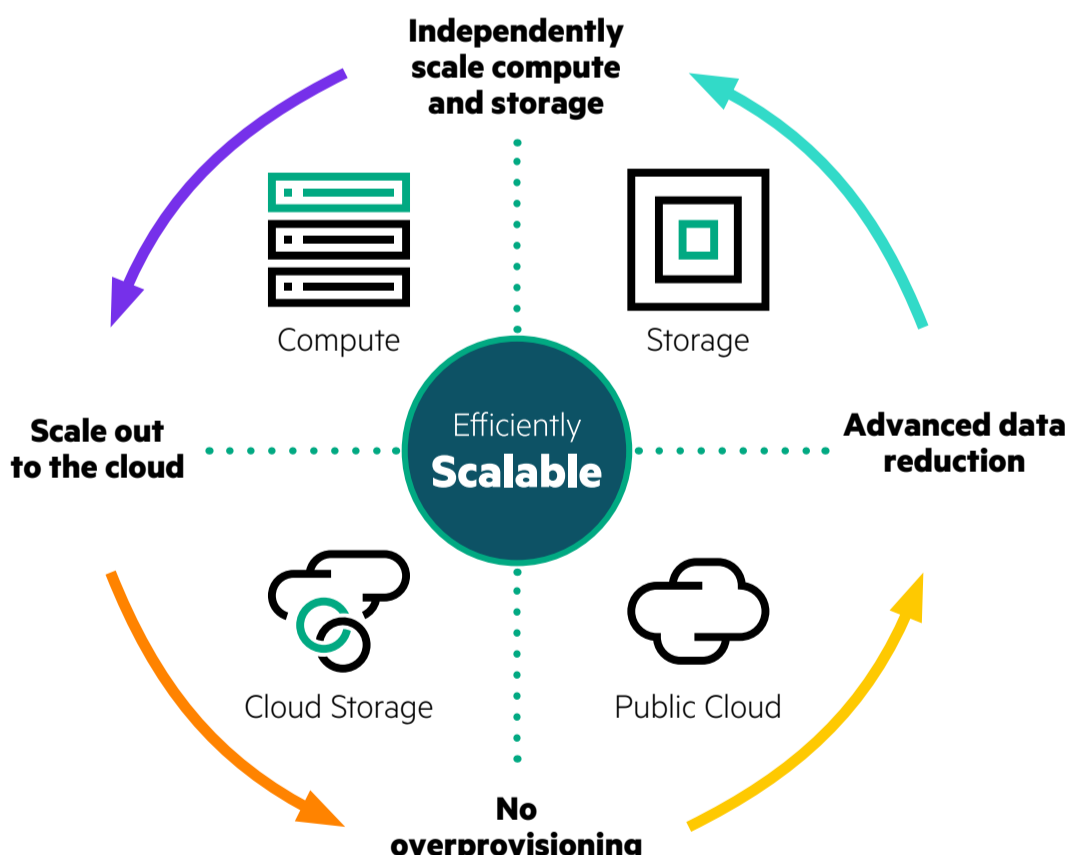 Independently
scale compute
and storage
Compute
Storage
Scale out
to the cloud
Efficiently
Scalable
Advanced data
reduction
Cloud Storage
Public Cloud
No
overprovisioning